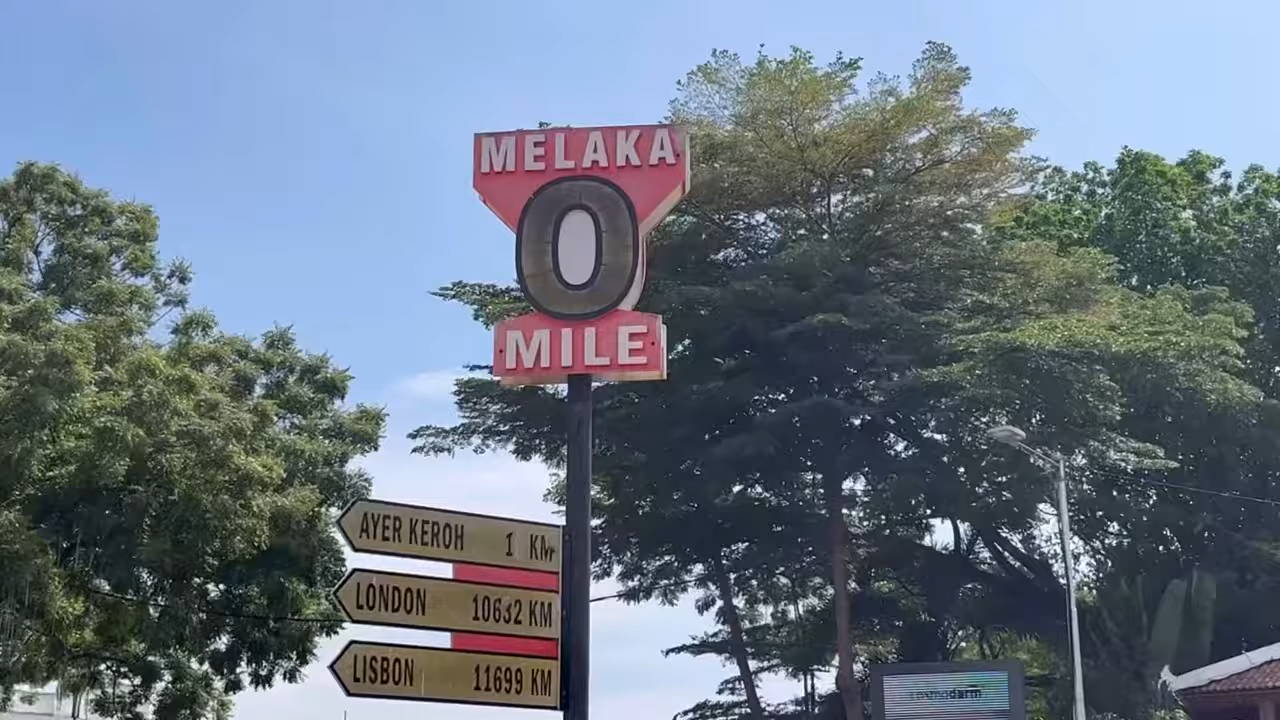 MELAKA
0
MILE
AYER KEROH 1 KM
LONDON 10632 KM
LISBON 11699 KM